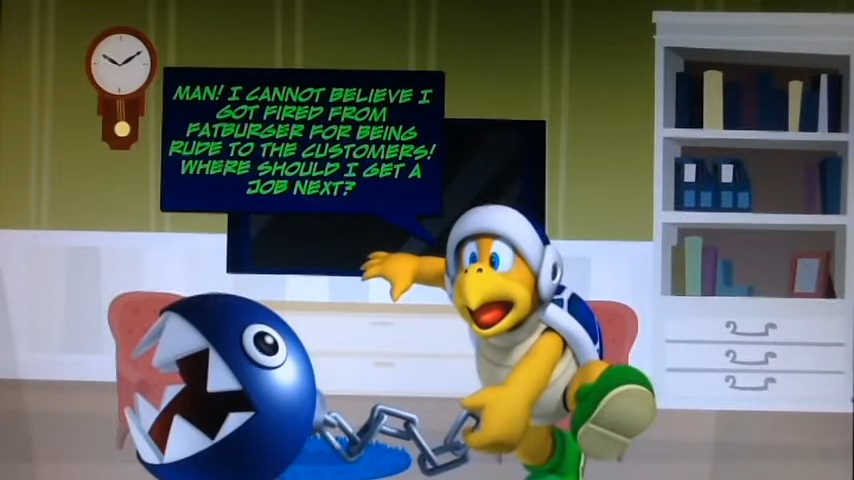 MAN! I CANNOT BELIEVE I
GOT FIRED FROM
FATBURGER FOR BEING
RUDE TO THE CUSTOMERS!
WHERE SHOULD I GET A
JOB NEXT?